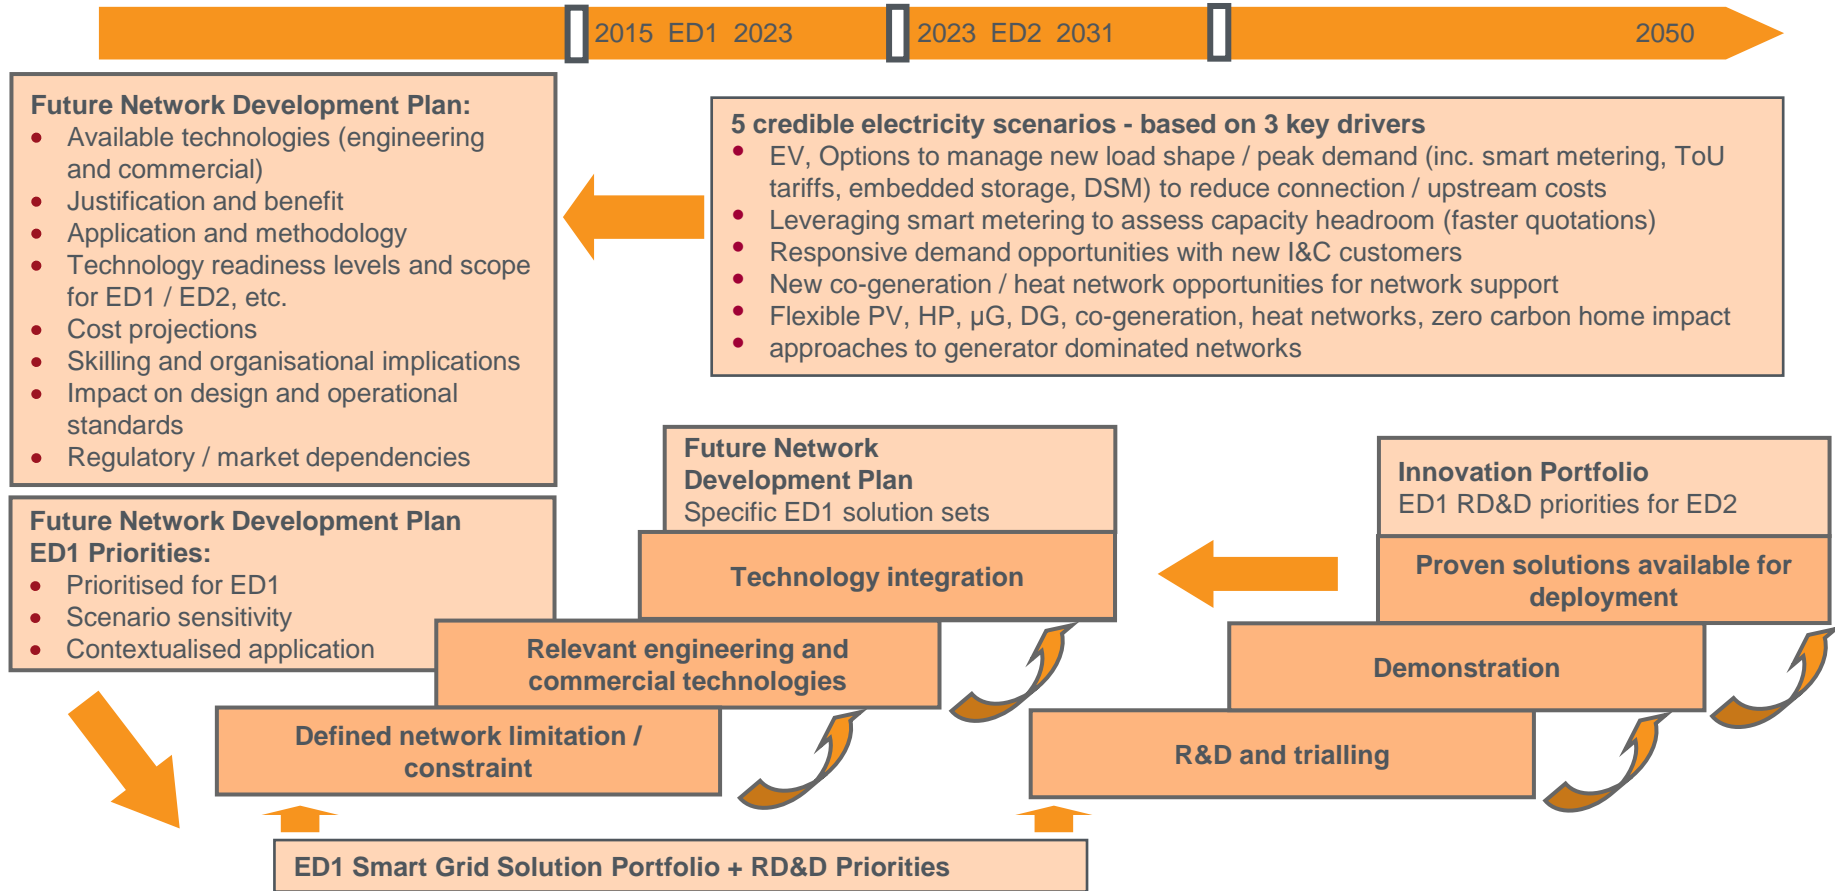 2015 ED1 2023
2023 ED2 2031
2050
Future Network Development Plan:
• Available technologies (engineering
and commercial)
• Justification and benefit
• Application and methodology
• Technology readiness levels and scope
for ED1 / ED2, etc.
• Cost projections
• Skilling and organisational implications
• Impact on design and operational
standards
• Regulatory / market dependencies
5 credible electricity scenarios - based on 3 key drivers
• EV, Options to manage new load shape / peak demand (inc. smart metering, ToU
tariffs, embedded storage, DSM) to reduce connection / upstream costs
• Leveraging smart metering to assess capacity headroom (faster quotations)
• Responsive demand opportunities with new I&C customers
• New co-generation / heat network opportunities for network support
• Flexible PV, HP, µG, DG, co-generation, heat networks, zero carbon home impact
• approaches to generator dominated networks
Future Network Development Plan
ED1 Priorities:
• Prioritised for ED1
• Scenario sensitivity
• Contextualised application
Future Network
Development Plan
Specific ED1 solution sets
Technology integration
Relevant engineering and
commercial technologies
Defined network limitation /
constraint
Innovation Portfolio
ED1 RD&D priorities for ED2
Proven solutions available for
deployment
Demonstration
R&D and trialling
ED1 Smart Grid Solution Portfolio + RD&D Priorities